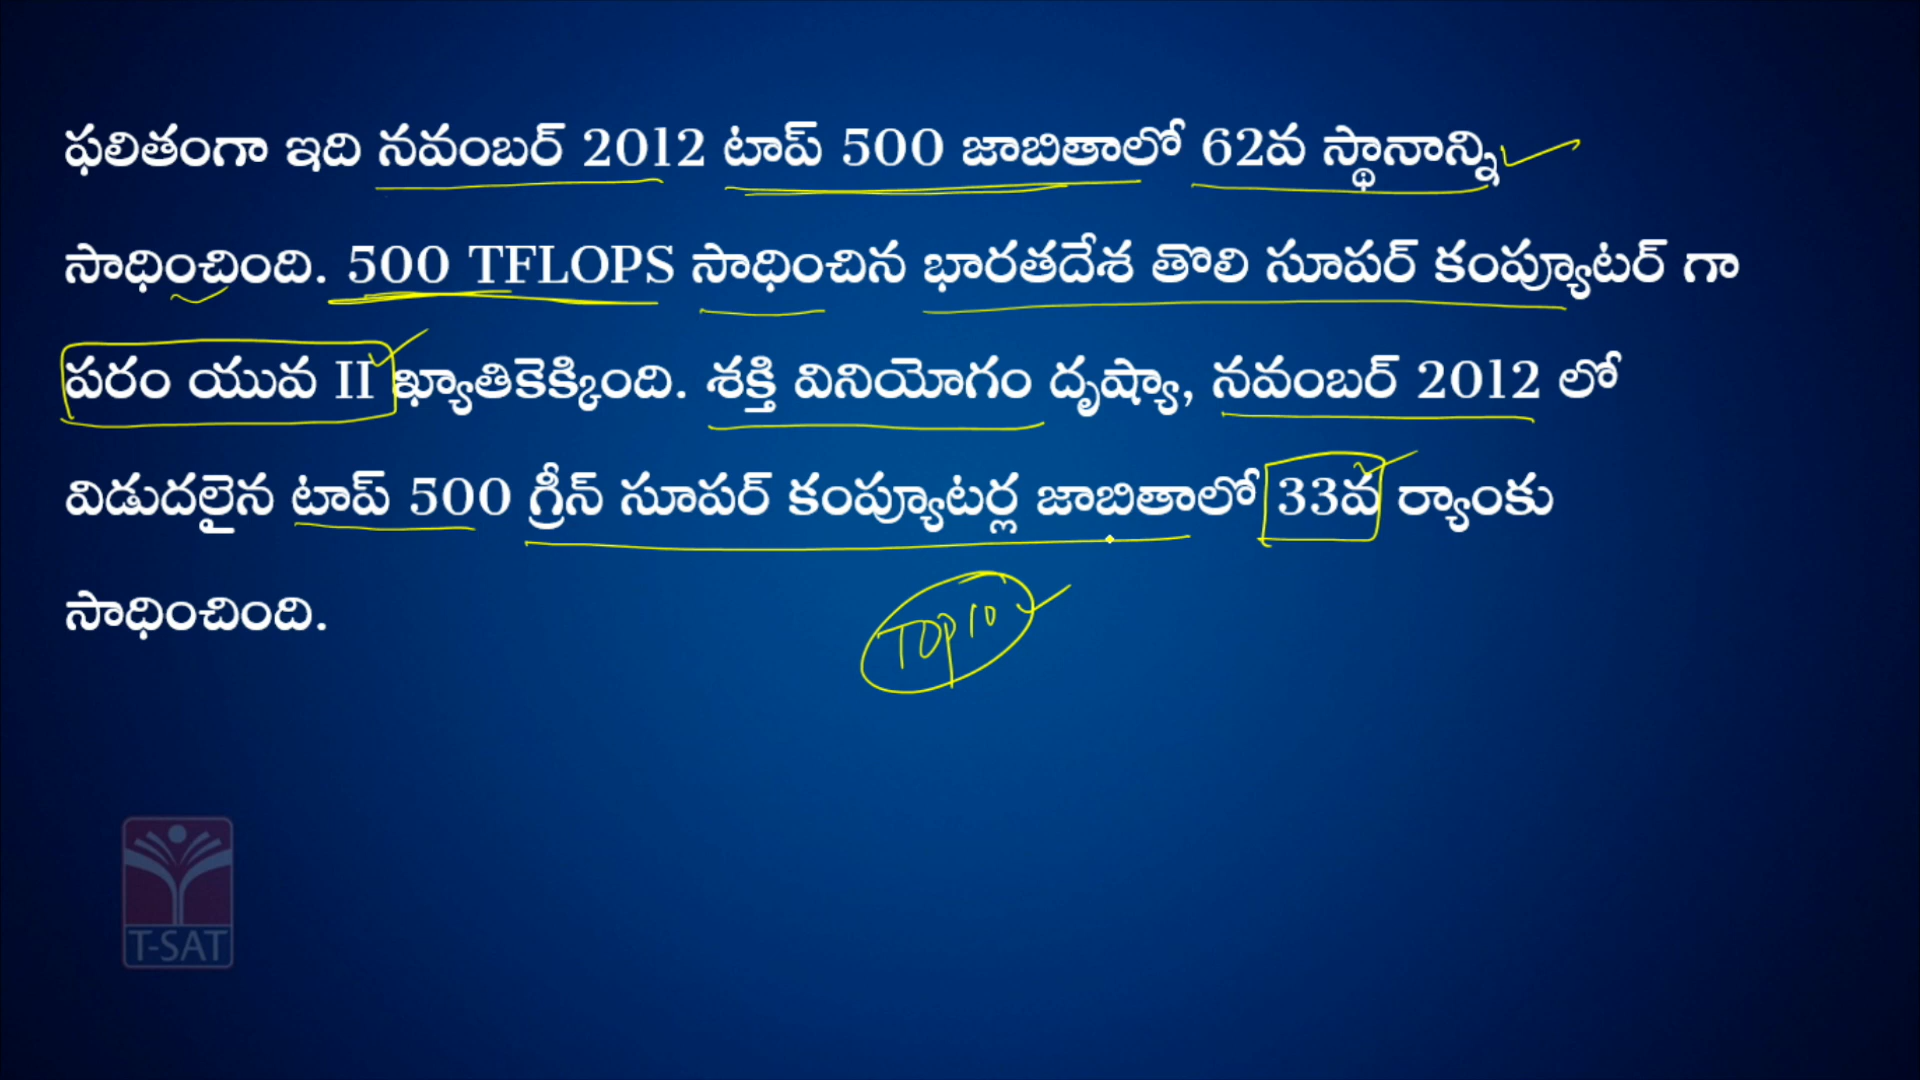 ఫలితంగా ఇది నవంబర్ 2012 టాప్ 500 జాబితాలో 62వ స్థానాన్ని
సాధించింది. 500 TFLOPS సాధించిన భారతదేశ తొలి సూపర్ కంప్యూటర్ గా
పరం యువ II ఖ్యాతికెక్కింది. శక్తి వినియోగం దృష్యా, నవంబర్ 2012 లో
విడుదలైన టాప్ 500 గ్రీన్ సూపర్ కంప్యూటర్ల జాబితాలో 33వ ర్యాంకు
సాధించింది.
TOP 10
T-SAT